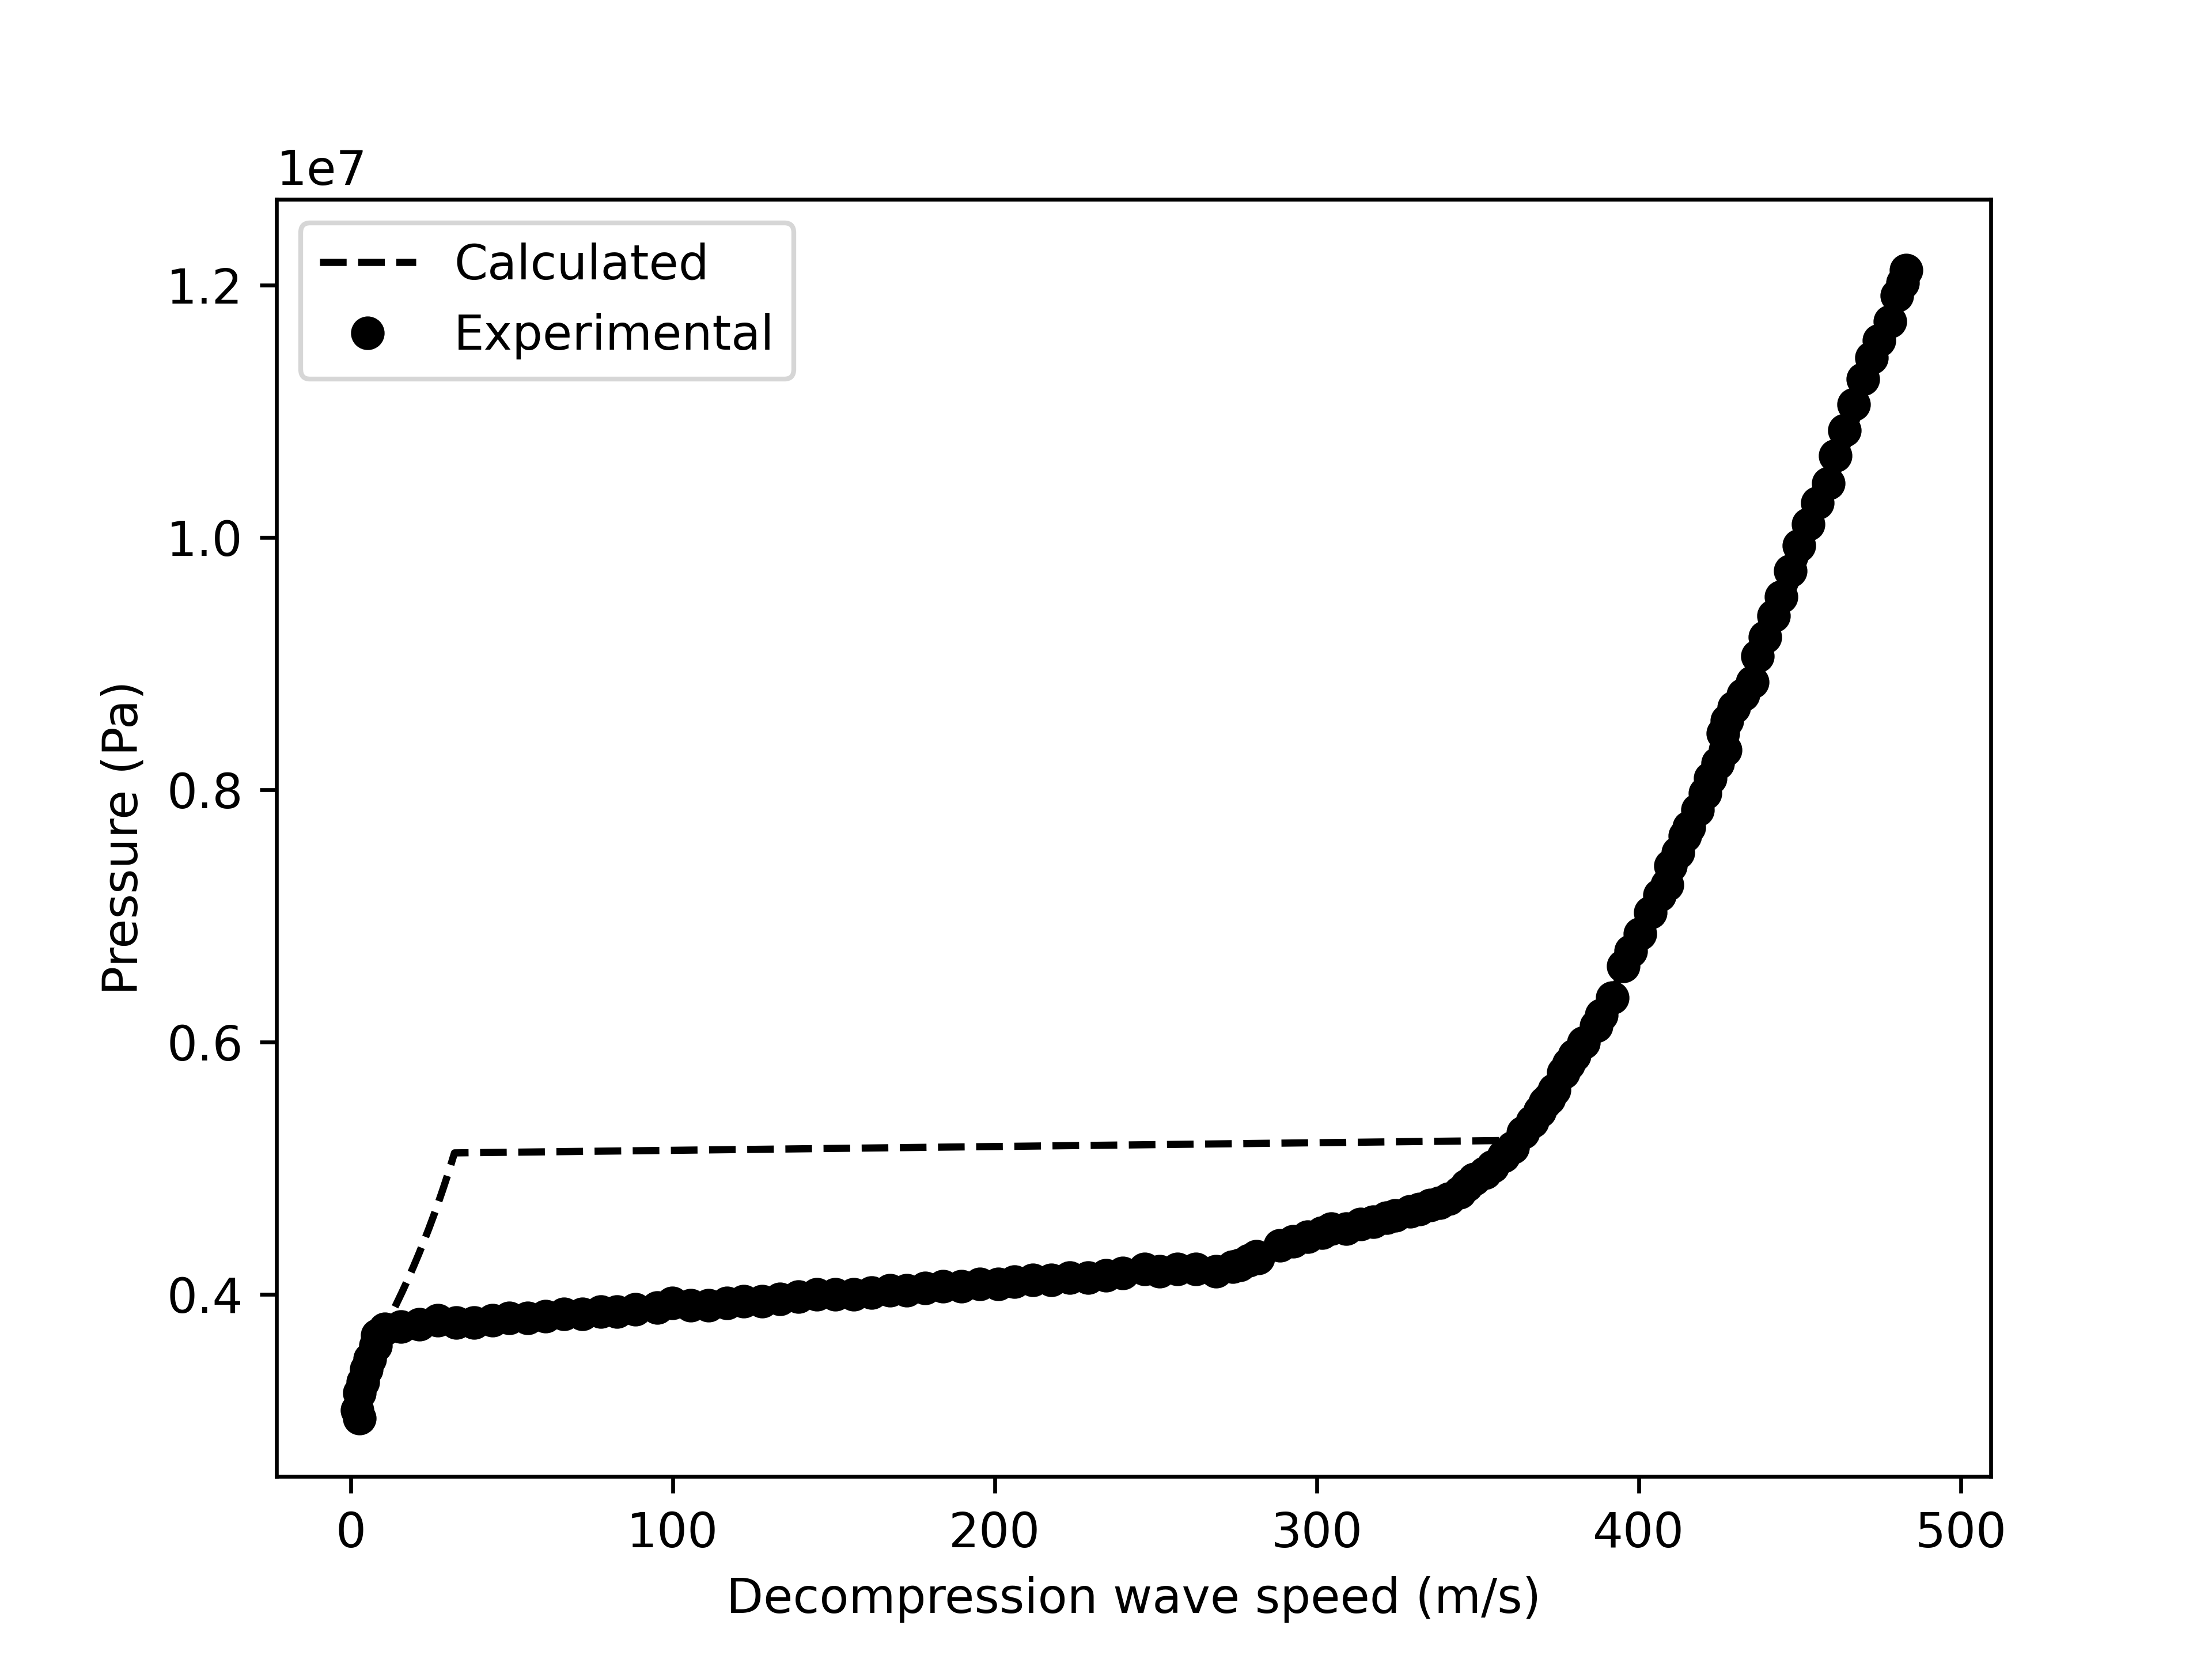 1e7
Calculated
Experimental
1.2
1.0
0.8
0.6
0.4
Pressure (Pa)
0 100 200 300 400 500
Decompression wave speed (m/s)